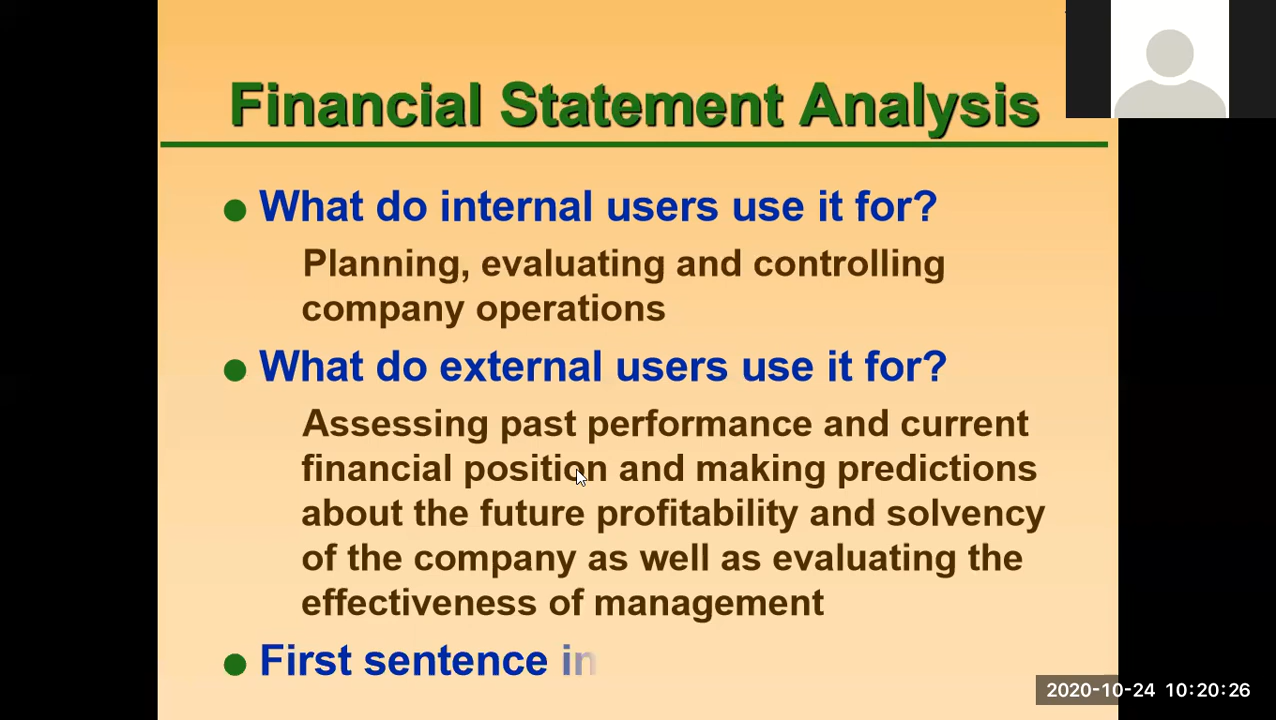 Financial Statement Analysis
What do internal users use it for?
Planning, evaluating and controlling
company operations
What do external users use it for?
Assessing past performance and current
financial position and making predictions
about the future profitability and solvency
of the company as well as evaluating the
effectiveness of management
First sentence in
2020-10-24 10:20:26